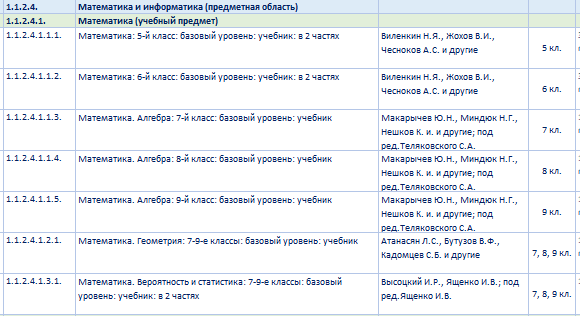 1.1.2.4. Математика и информатика (предметная область)
1.1.2.4.1. Математика (учебный предмет)
1.1.2.4.1.1.1. Математика: 5-й класс: базовый уровень: учебник: в 2 частях
Виленкин Н.Я., Жохов В.И.,
Чесноков А.С. и другие
5 кл.
1.1.2.4.1.1.2. Математика: 6-й класс: базовый уровень: учебник: в 2 частях
Виленкин Н.Я., Жохов В.И.,
Чесноков А.С. и другие
6 кл.
1.1.2.4.1.1.3. Математика. Алгебра: 7-й класс: базовый уровень: учебник
Макарычев Ю.Н., Миндюк Н.Г.,
Нешков К. и. и другие; под
ред.Теляковского С.А.
7 кл.
1.1.2.4.1.1.4. Математика. Алгебра: 8-й класс: базовый уровень: учебник
Макарычев Ю.Н., Миндюк Н.Г.,
Нешков К. и. и другие; под
ред.Теляковского С.А.
8 кл.
1.1.2.4.1.1.5. Математика. Алгебра: 9-й класс: базовый уровень: учебник
Макарычев Ю.Н., Миндюк Н.Г.,
Нешков К. и. и другие; под
ред.Теляковского С.А.
9 кл.
1.1.2.4.1.2.1. Математика. Геометрия: 7-9-е классы: базовый уровень: учебник
Атанасян Л.С., Бутузов В.Ф.,
Кадомцев С.Б. и другие
7, 8, 9 кл.
1.1.2.4.1.3.1. Математика. Вероятность и статистика: 7-9-е классы: базовый
уровень: учебник: в 2 частях
Высоцкий И.Р., Ященко И.В.; под
ред.Ященко И.В.
7, 8, 9 кл.